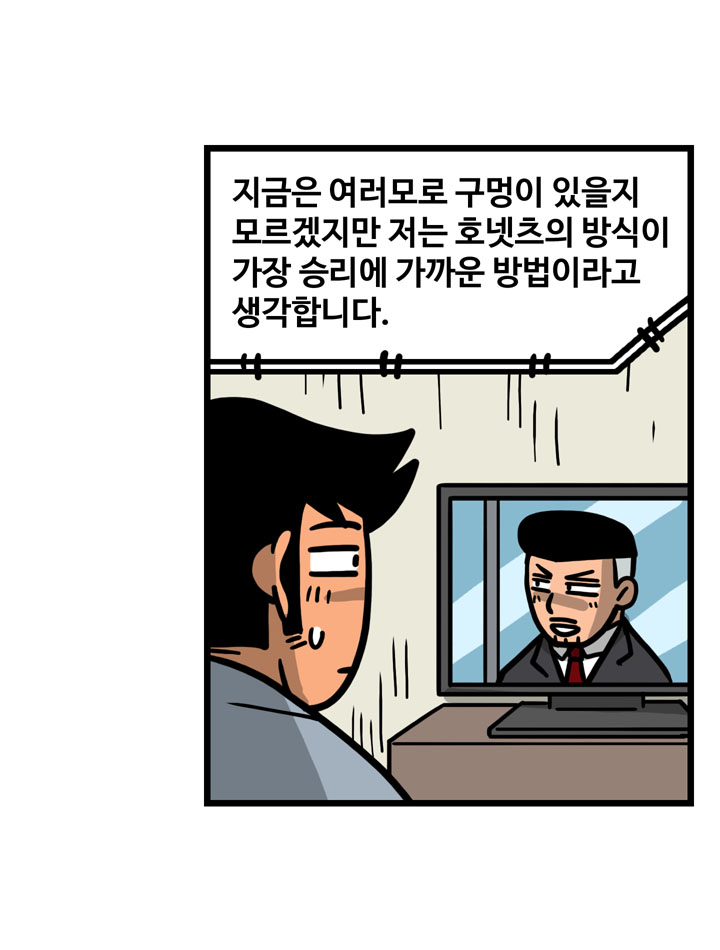 지금은 여러모로 구멍이 있을지
모르겠지만 저는 호넷츠의 방식이
가장 승리에 가까운 방법이라고
생각합니다.